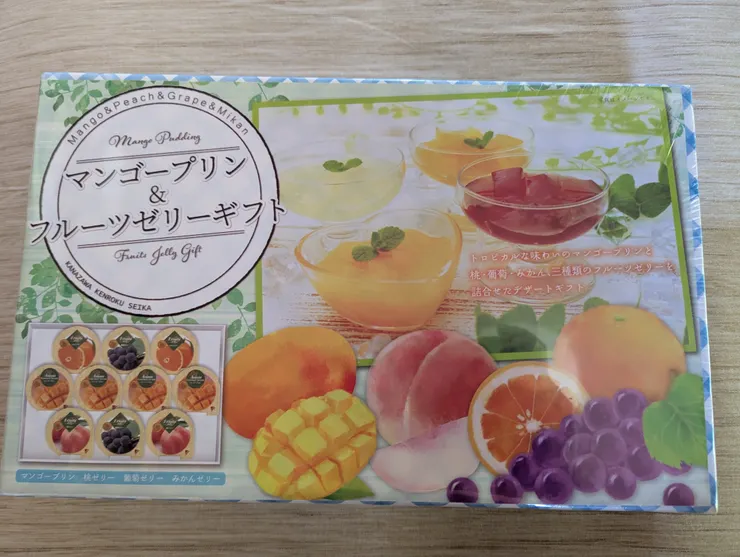 Mango&Peach&Grape&Mikan
Mango Pudding
マンゴープリン
&
フルーツゼリーギフト
Fruits Jelly Gift
KANAZAWA KENROKU SEIKA
トロピカルな味わいのマンゴープリンと
桃・葡萄・みかん、三種類のフルーツゼリーを
詰合せたデザートギフト。
マンゴープリン 桃ゼリー 葡萄ゼリー みかんゼリー